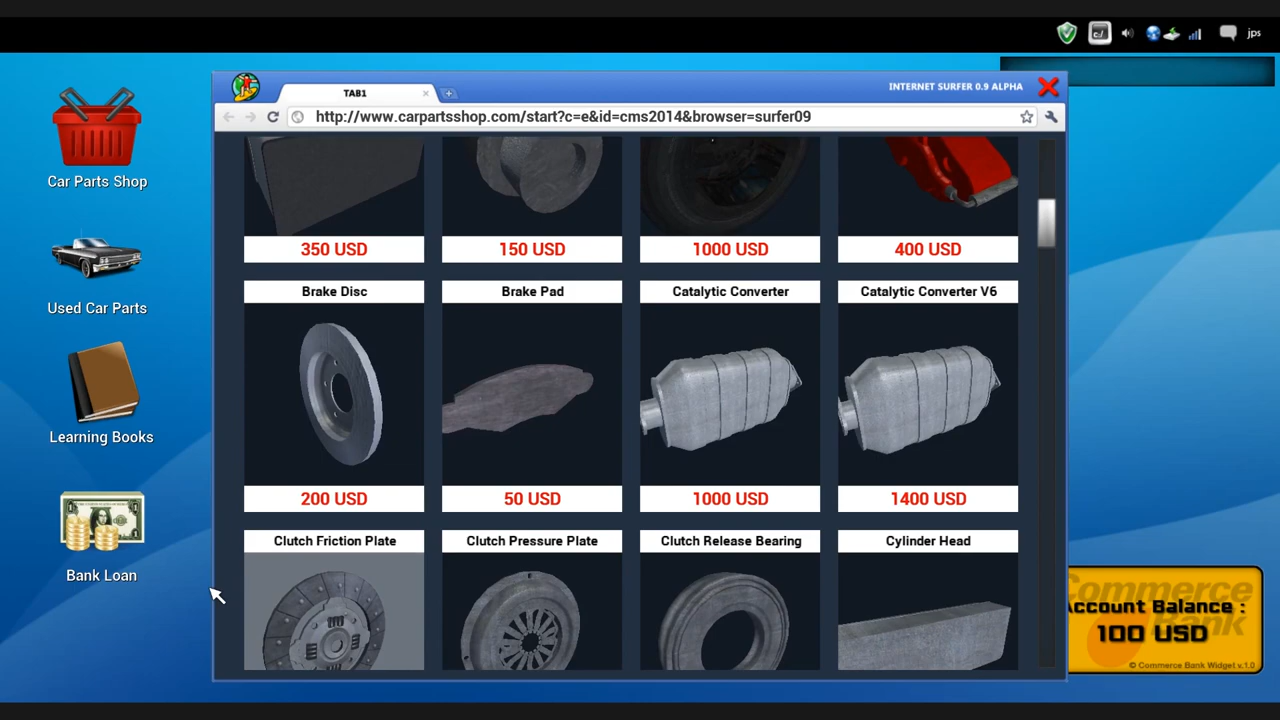 jps
TAB1
INTERNET SURFER 0.9 ALPHA
http://www.carpartsshop.com/start?c=e&id=cms2014&browser=surfer09
Car Parts Shop
Used Car Parts
Learning Books
Bank Loan
350 USD
150 USD
1000 USD
400 USD
Brake Disc
Brake Pad
Catalytic Converter
Catalytic Converter V6
200 USD
50 USD
1000 USD
1400 USD
Clutch Friction Plate
Clutch Pressure Plate
Clutch Release Bearing
Cylinder Head
Commerce
Bank
Account Balance :
100 USD
© Commerce Bank Widget v.1.0